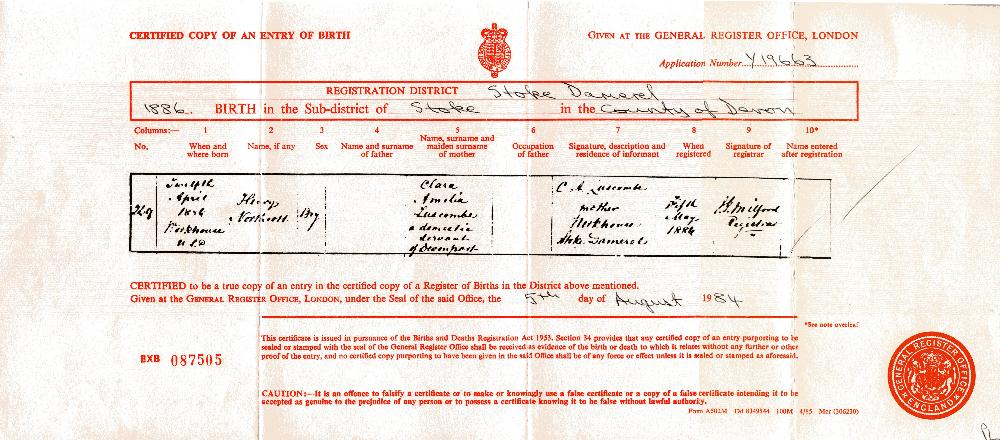 CERTIFIED COPY OF AN ENTRY OF BIRTH
GIVEN AT THE GENERAL REGISTER OFFICE, LONDON
Application Number Y19663
REGISTRATION DISTRICT Stoke Damerel
1886. BIRTH in the Sub-district of Stoke in the County of Devon
Columns:— 1 2 3 4 5 6 7 8 9 10*
No. When and where born Name, if any Sex Name and surname of father Name, surname and maiden surname of mother Occupation of father Signature, description and residence of informant When registered Signature of registrar Name entered after registration
Twelfth April 1886 Workhouse Henry Northcott Boy Clara Amelia Luscombe a domestic servant of Devonport C. A. Luscombe mother Workhouse Stoke Damerel Fifth May 1886 Milford Registrar
CERTIFIED to be a true copy of an entry in the certified copy of a Register of Births in the District above mentioned.
Given at the GENERAL REGISTER OFFICE, LONDON, under the Seal of the said Office, the 5th day of August 1984
*See note overleaf
This certificate is issued in pursuance of the Births and Deaths Registration Act 1953. Section 34 provides that any certified copy of an entry purporting to be
sealed or stamped with the seal of the General Register Office shall be received as evidence of the birth or death to which it relates without any further or other
proof of the entry, and no certified copy purporting to have been given in the said Office shall be of any force or effect unless it is sealed or stamped as aforesaid.
BXB 087505
GENERAL REGISTER OFFICE
ENGLAND
CAUTION:—It is an offence to falsify a certificate or to make or knowingly use a false certificate or a copy of a false certificate intending it to be
accepted as genuine to the prejudice of any person or to possess a certificate knowing it to be false without lawful authority.
Form A502M Dd 8349544 100M 4/85 Mcr (306230)